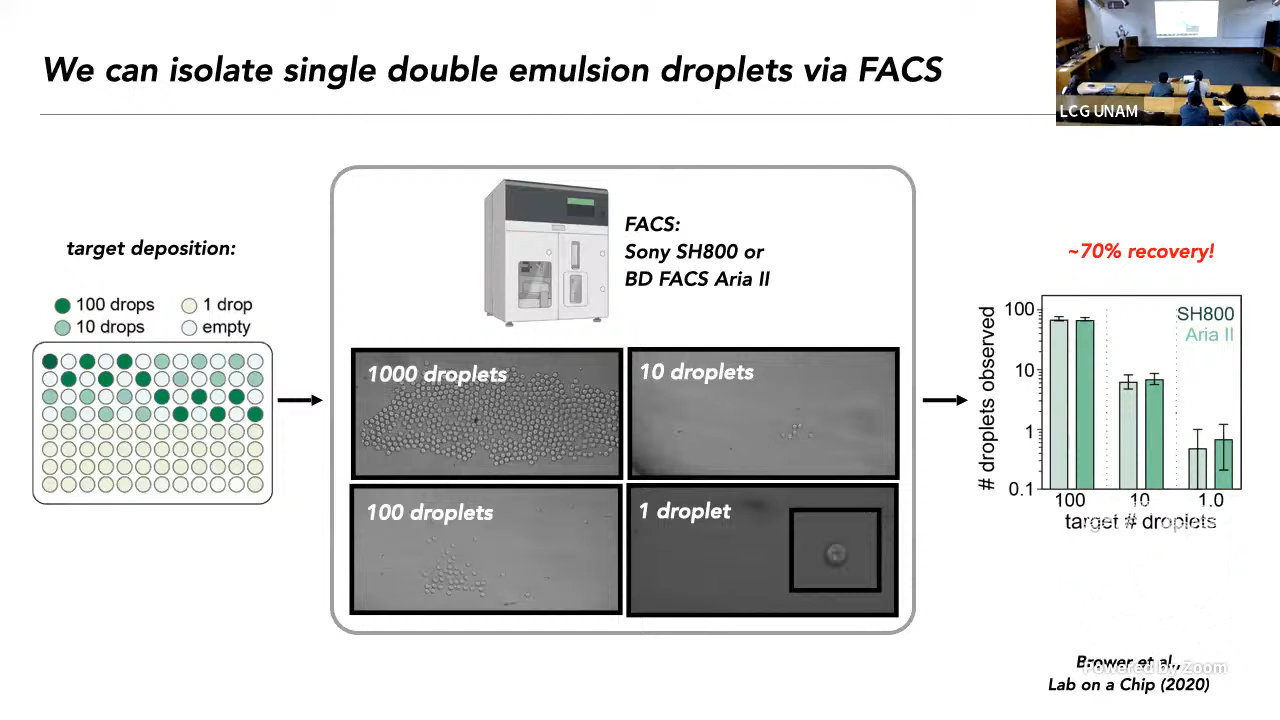 We can isolate single double emulsion droplets via FACS
LCG UNAM
target deposition:
100 drops
1 drop
10 drops
empty
FACS:
Sony SH800 or
BD FACS Aria II
1000 droplets
10 droplets
100 droplets
1 droplet
~70% recovery!
# droplets observed
100
10
1
0.1
SH800
Aria II
100
10
1.0
target # droplets
Brower et al.,
Lab on a Chip (2020)
Powered by Zoom